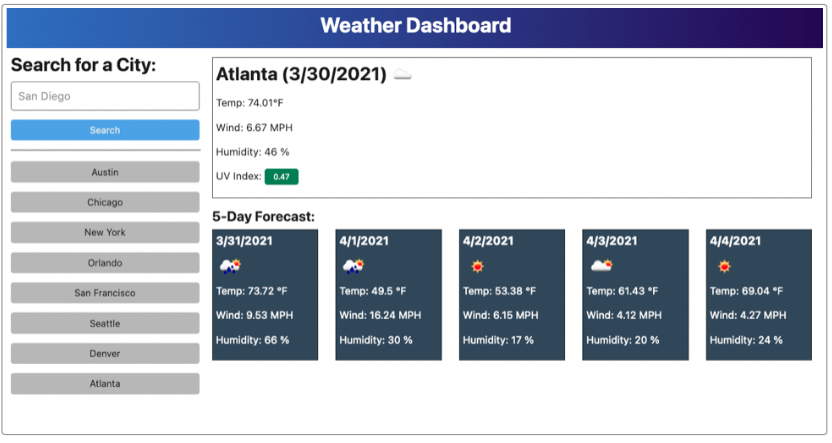 Weather Dashboard
Search for a City:
San Diego
Search
Austin
Chicago
New York
Orlando
San Francisco
Seattle
Denver
Atlanta
Atlanta (3/30/2021)
Temp: 74.01°F
Wind: 6.67 MPH
Humidity: 46 %
UV Index: 0.47
5-Day Forecast:
3/31/2021
Temp: 73.72 °F
Wind: 9.53 MPH
Humidity: 66 %
4/1/2021
Temp: 49.5 °F
Wind: 16.24 MPH
Humidity: 30 %
4/2/2021
Temp: 53.38 °F
Wind: 6.15 MPH
Humidity: 17 %
4/3/2021
Temp: 61.43 °F
Wind: 4.12 MPH
Humidity: 20 %
4/4/2021
Temp: 69.04 °F
Wind: 4.27 MPH
Humidity: 24 %